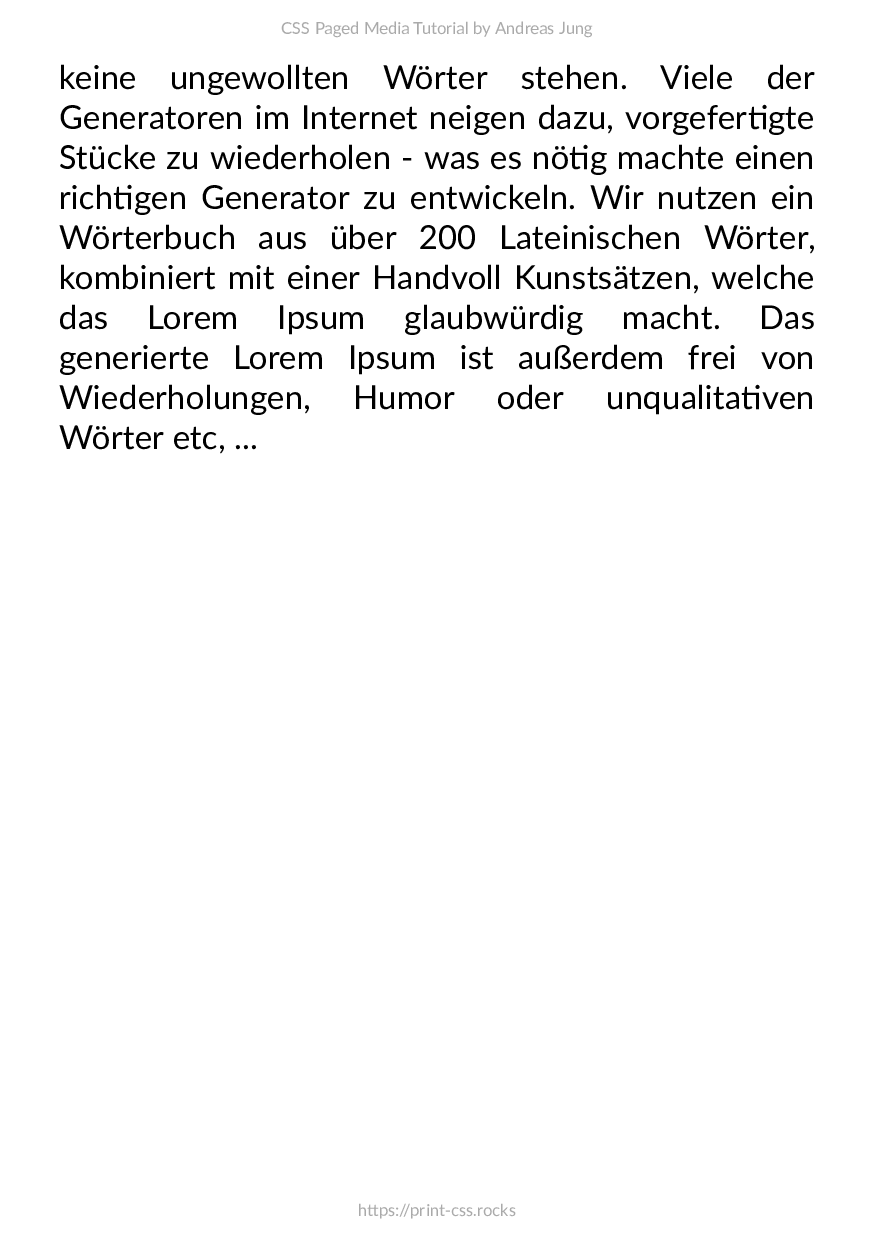 CSS Paged Media Tutorial by Andreas Jung
keine ungewollten Wörter stehen. Viele der
Generatoren im Internet neigen dazu, vorgefertigte
Stücke zu wiederholen - was es nötig machte einen
richtigen Generator zu entwickeln. Wir nutzen ein
Wörterbuch aus über 200 Lateinischen Wörter,
kombiniert mit einer Handvoll Kunstsätzen, welche
das Lorem Ipsum glaubwürdig macht. Das
generierte Lorem Ipsum ist außerdem frei von
Wiederholungen, Humor oder unqualitativen
Wörter etc, ...
https://print-css.rocks